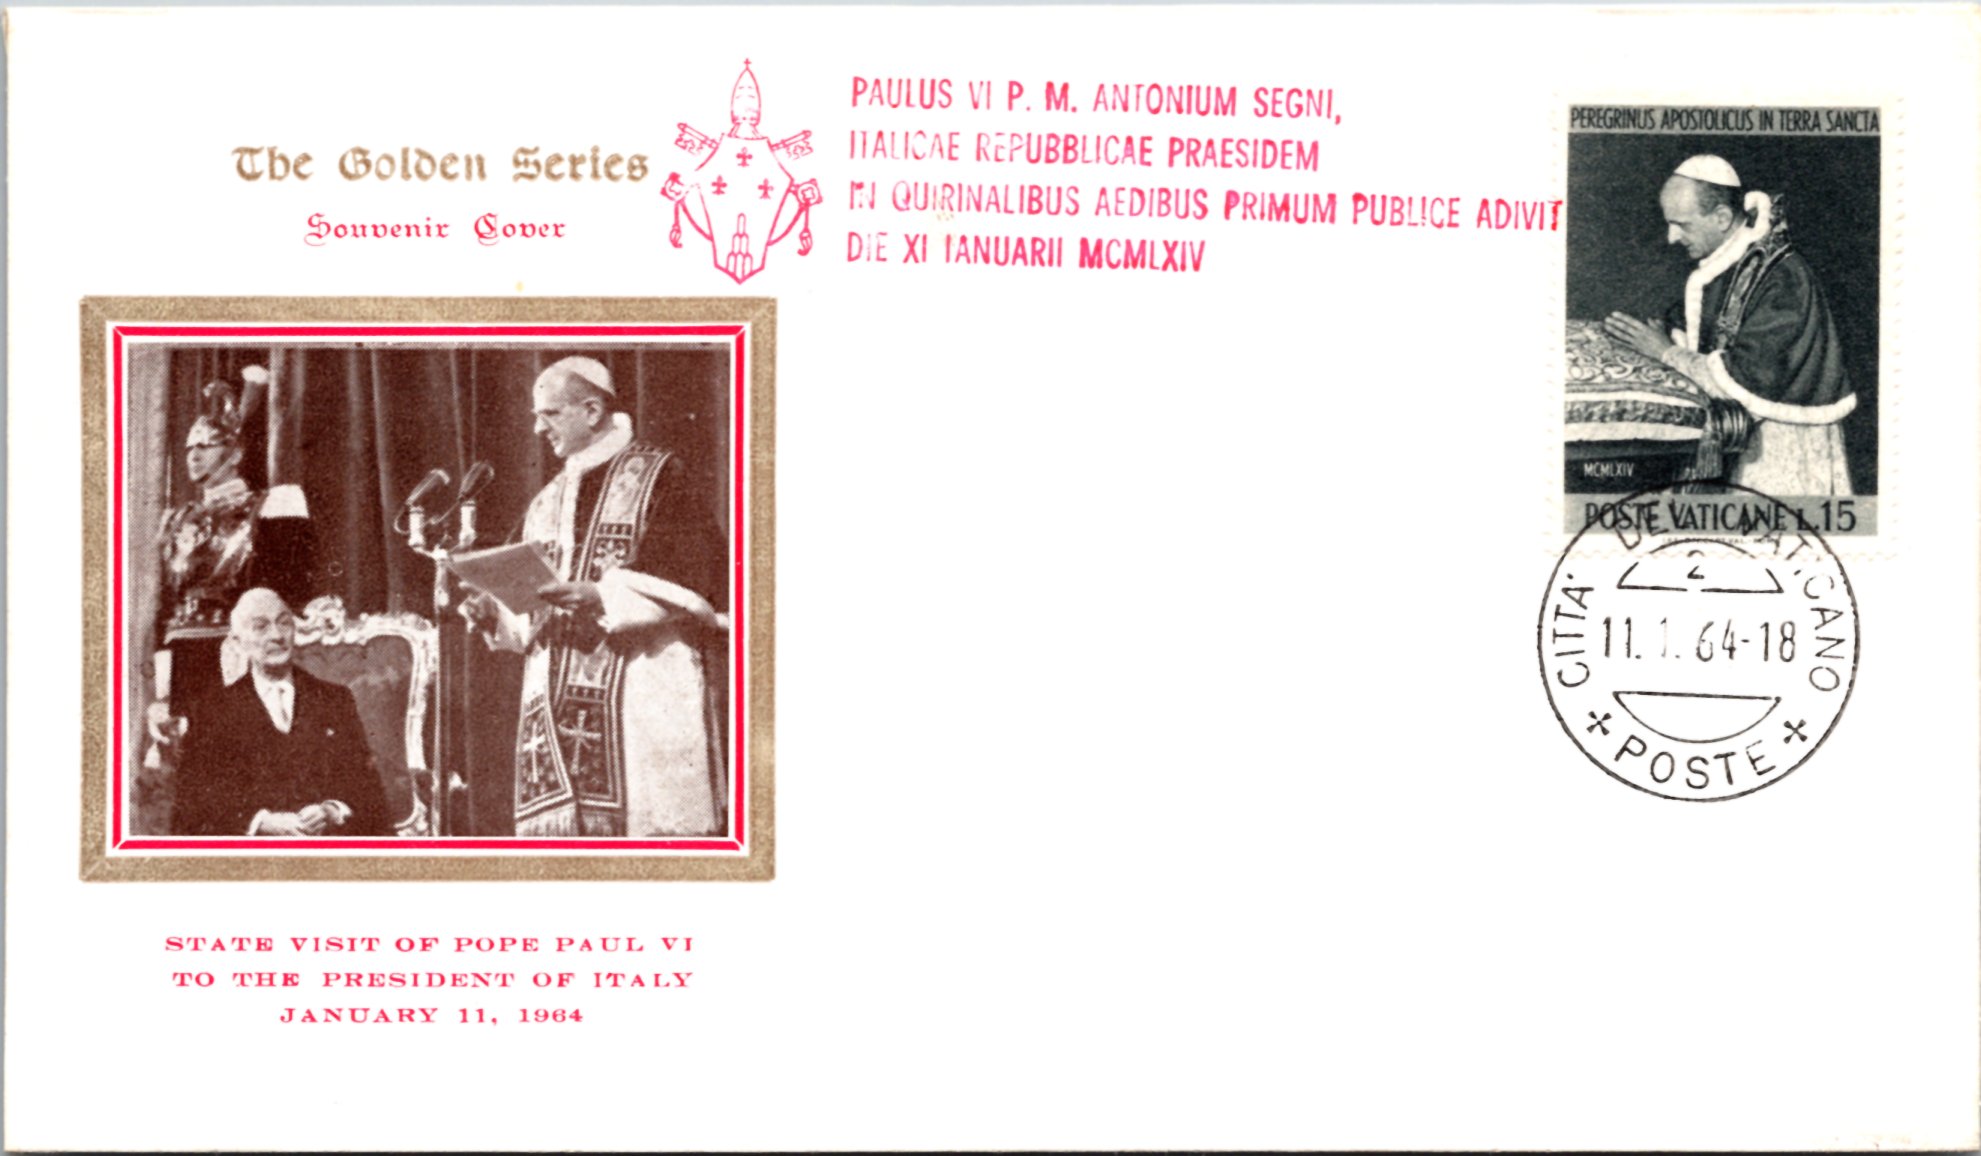 The Golden Series
Souvenir Cover
PAULUS VI P. M. ANTONIUM SEGNI,
ITALICAE REPUBBLICAE PRAESIDEM
IN QUIRINALIBUS AEDIBUS PRIMUM PUBLICE ADIVIT
DIE XI IANUARII MCMLXIV
PEREGRINUS APOSTOLICUS IN TERRA SANCTA
MCMLXIV
POSTE VATICANE L.15
CITTA' DEL VATICANO
2
11. 1. 64-18
POSTE
STATE VISIT OF POPE PAUL VI
TO THE PRESIDENT OF ITALY
JANUARY 11, 1964